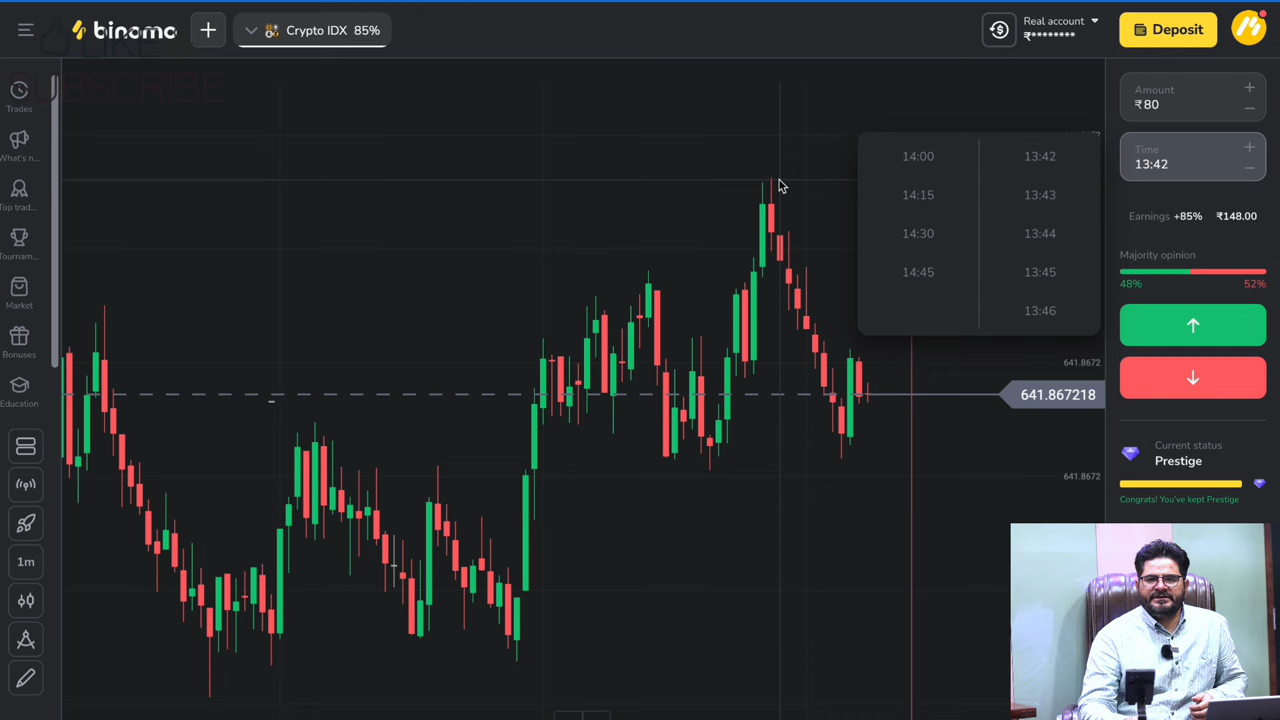 binomo
Crypto IDX 85%
Real account
₹********
Deposit
LIKE
SUBSCRIBE
Trades
What's n...
Top trad...
Tournam...
Market
Bonuses
Education
1m
14:00
14:15
14:30
14:45
13:42
13:43
13:44
13:45
13:46
641.8672
641.867218
641.8672
Amount
₹80
Time
13:42
Earnings +85% ₹148.00
Majority opinion
48% 52%
Current status
Prestige
Congrats! You've kept Prestige